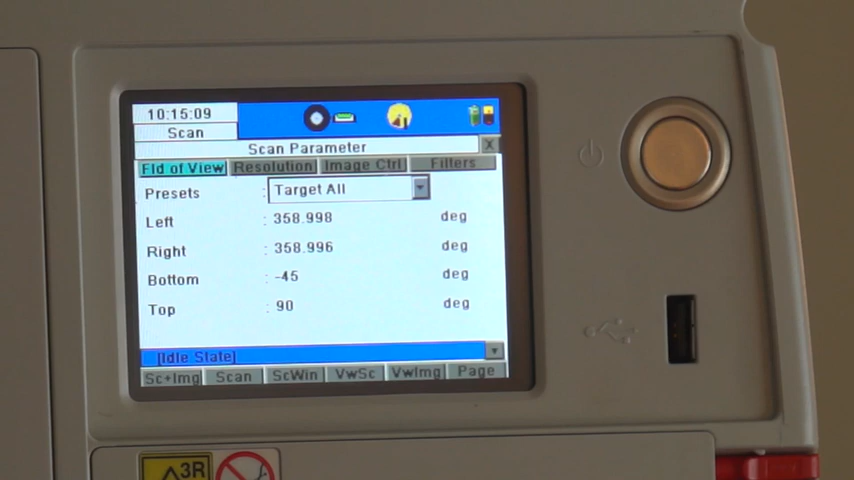 10:15:09
Scan
Scan Parameter X
Fld of View Resolution Image Ctrl Filters
Presets : Target All
Left : 358.998 deg
Right : 358.996 deg
Bottom : -45 deg
Top : 90 deg
[Idle State]
Sc+Img Scan ScWin VwSc VwImg Page
3R